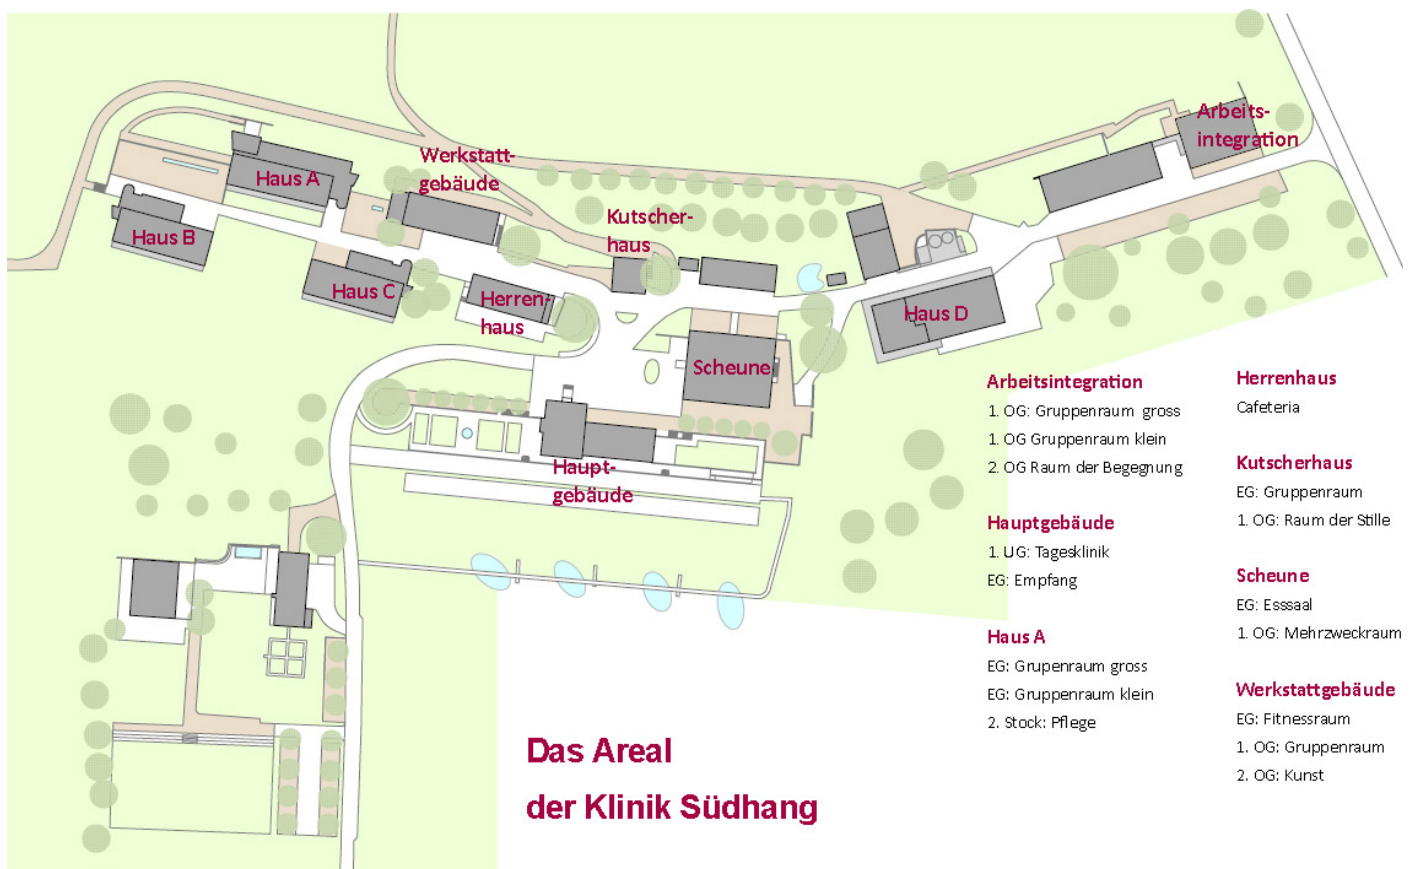 Arbeits-
integration
Werkstatt-
gebäude
Haus A
Kutscher-
haus
Haus B
Haus C
Herren-
haus
Haus D
Scheune
Haupt-
gebäude
Arbeitsintegration
1. OG: Gruppenraum gross
1. OG Gruppenraum klein
2. OG Raum der Begegnung
Hauptgebäude
1. UG: Tagesklinik
EG: Empfang
Haus A
EG: Grupenraum gross
EG: Gruppenraum klein
2. Stock: Pflege
Herrenhaus
Cafeteria
Kutscherhaus
EG: Gruppenraum
1. OG: Raum der Stille
Scheune
EG: Esssaal
1. OG: Mehrzweckraum
Werkstattgebäude
EG: Fitnessraum
1. OG: Gruppenraum
2. OG: Kunst
Das Areal
der Klinik Südhang